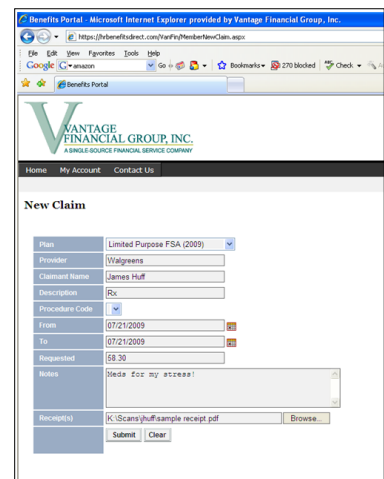 Benefits Portal - Microsoft Internet Explorer provided by Vantage Financial Group, Inc.
https://hrbenefitsdirect.com/VanFin/MemberNewClaim.aspx
File Edit View Favorites Tools Help
Google amazon Go Bookmarks 270 blocked Check
Benefits Portal
VANTAGE
FINANCIAL GROUP, INC.
A SINGLE-SOURCE FINANCIAL SERVICE COMPANY
Home My Account Contact Us
New Claim
Plan Limited Purpose FSA (2009)
Provider Walgreens
Claimant Name James Huff
Description Rx
Procedure Code
From 07/21/2009
To 07/21/2009
Requested 58.30
Notes Meds for my stress!
Receipt(s) K:\Scans\jhuff\sample receipt.pdf Browse...
Submit Clear